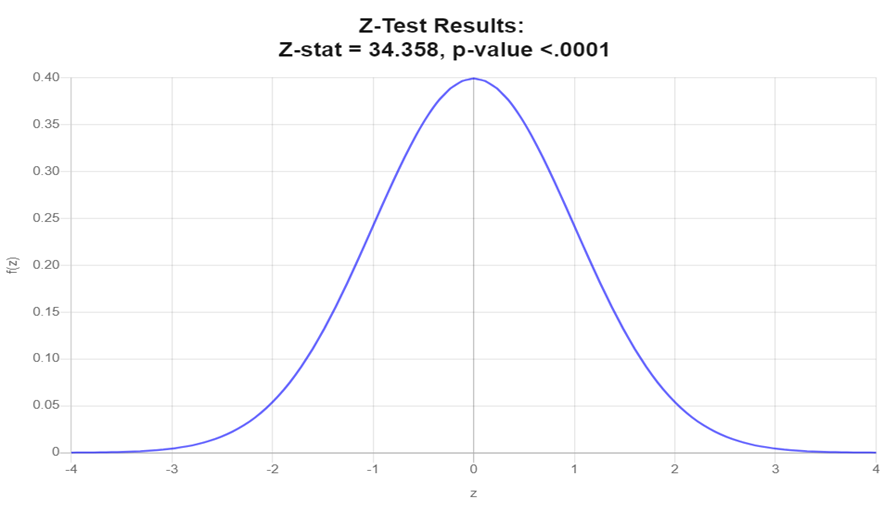 Z-Test Results:
Z-stat = 34.358, p-value <.0001
0.40
0.35
0.30
0.25
0.20
0.15
0.10
0.05
0
f(z)
-4 -3 -2 -1 0 1 2 3 4
z